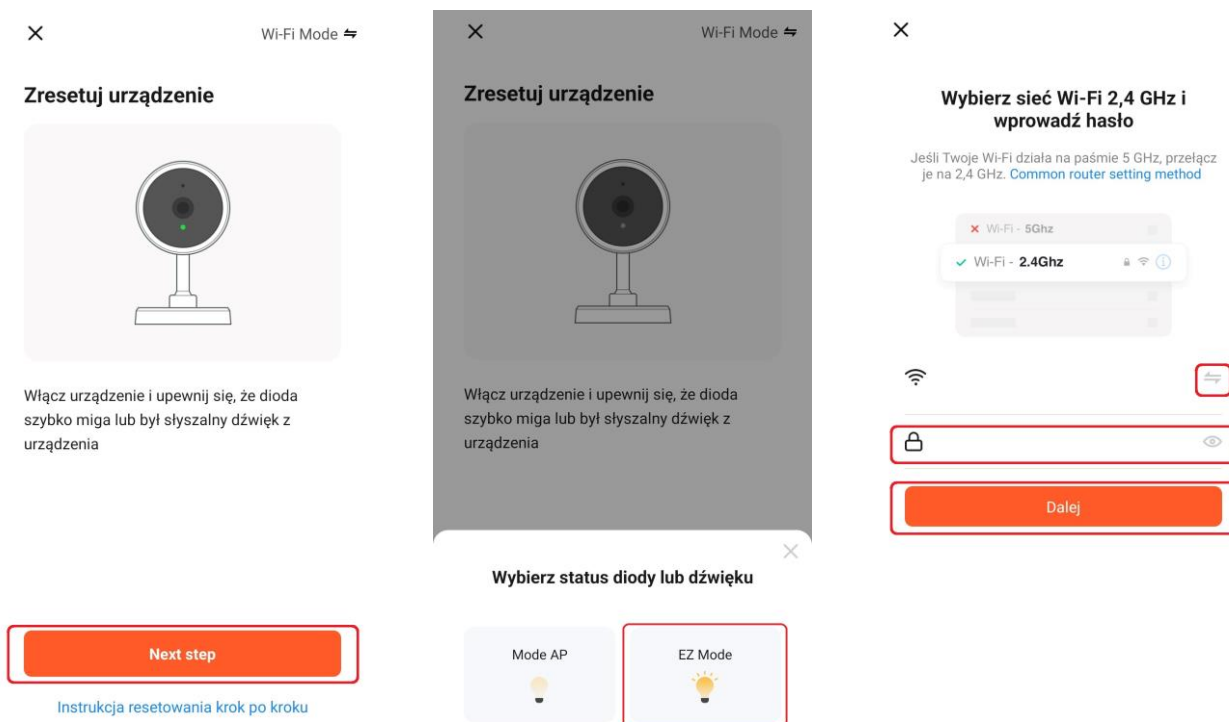 Wi-Fi Mode
Zresetuj urządzenie
Włącz urządzenie i upewnij się, że dioda
szybko miga lub był słyszalny dźwięk z
urządzenia
Next step
Instrukcja resetowania krok po kroku
Wi-Fi Mode
Zresetuj urządzenie
Włącz urządzenie i upewnij się, że dioda
szybko miga lub był słyszalny dźwięk z
urządzenia
Wybierz status diody lub dźwięku
Mode AP
EZ Mode
Wybierz sieć Wi-Fi 2,4 GHz i
wprowadź hasło
Jeśli Twoje Wi-Fi działa na paśmie 5 GHz, przełącz
je na 2,4 GHz. Common router setting method
Wi-Fi - 5Ghz
Wi-Fi - 2.4Ghz
Dalej